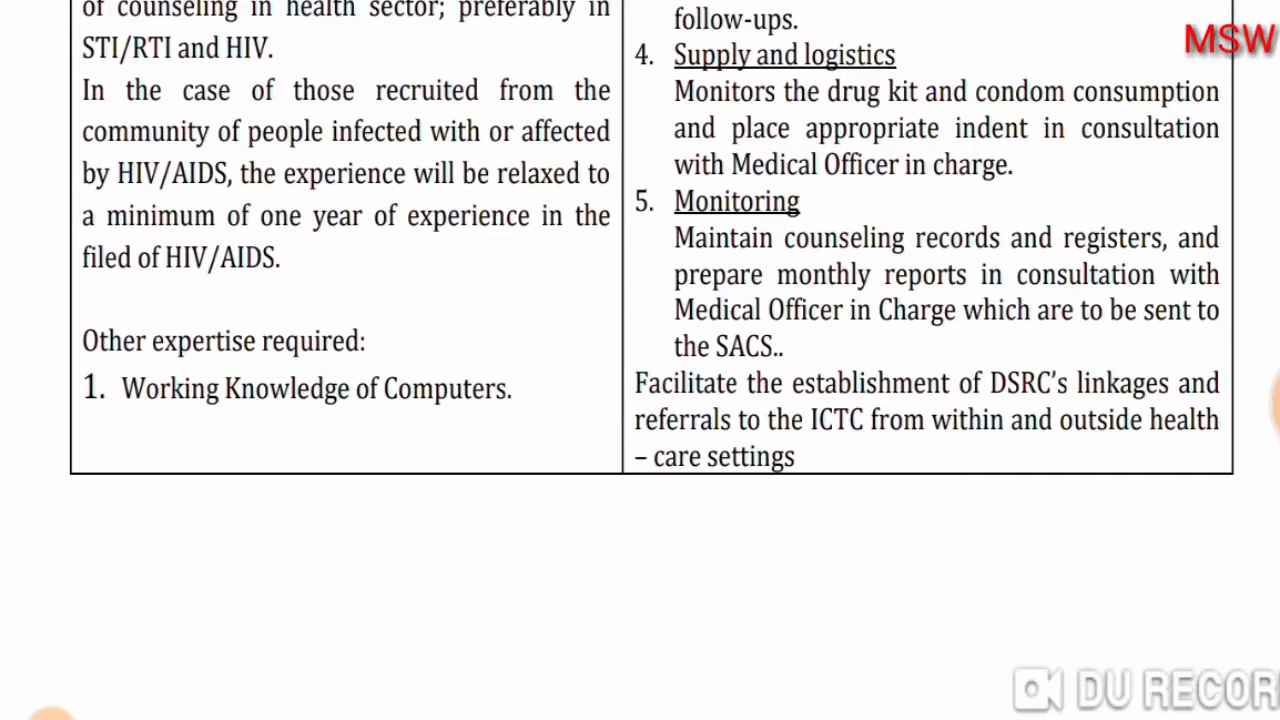 of counseling in health sector; preferably in
STI/RTI and HIV.
In the case of those recruited from the
community of people infected with or affected
by HIV/AIDS, the experience will be relaxed to
a minimum of one year of experience in the
filed of HIV/AIDS.
Other expertise required:
1. Working Knowledge of Computers.
follow-ups.
4. Supply and logistics
Monitors the drug kit and condom consumption
and place appropriate indent in consultation
with Medical Officer in charge.
5. Monitoring
Maintain counseling records and registers, and
prepare monthly reports in consultation with
Medical Officer in Charge which are to be sent to
the SACS..
Facilitate the establishment of DSRC's linkages and
referrals to the ICTC from within and outside health
– care settings
MSW
DU RECOR